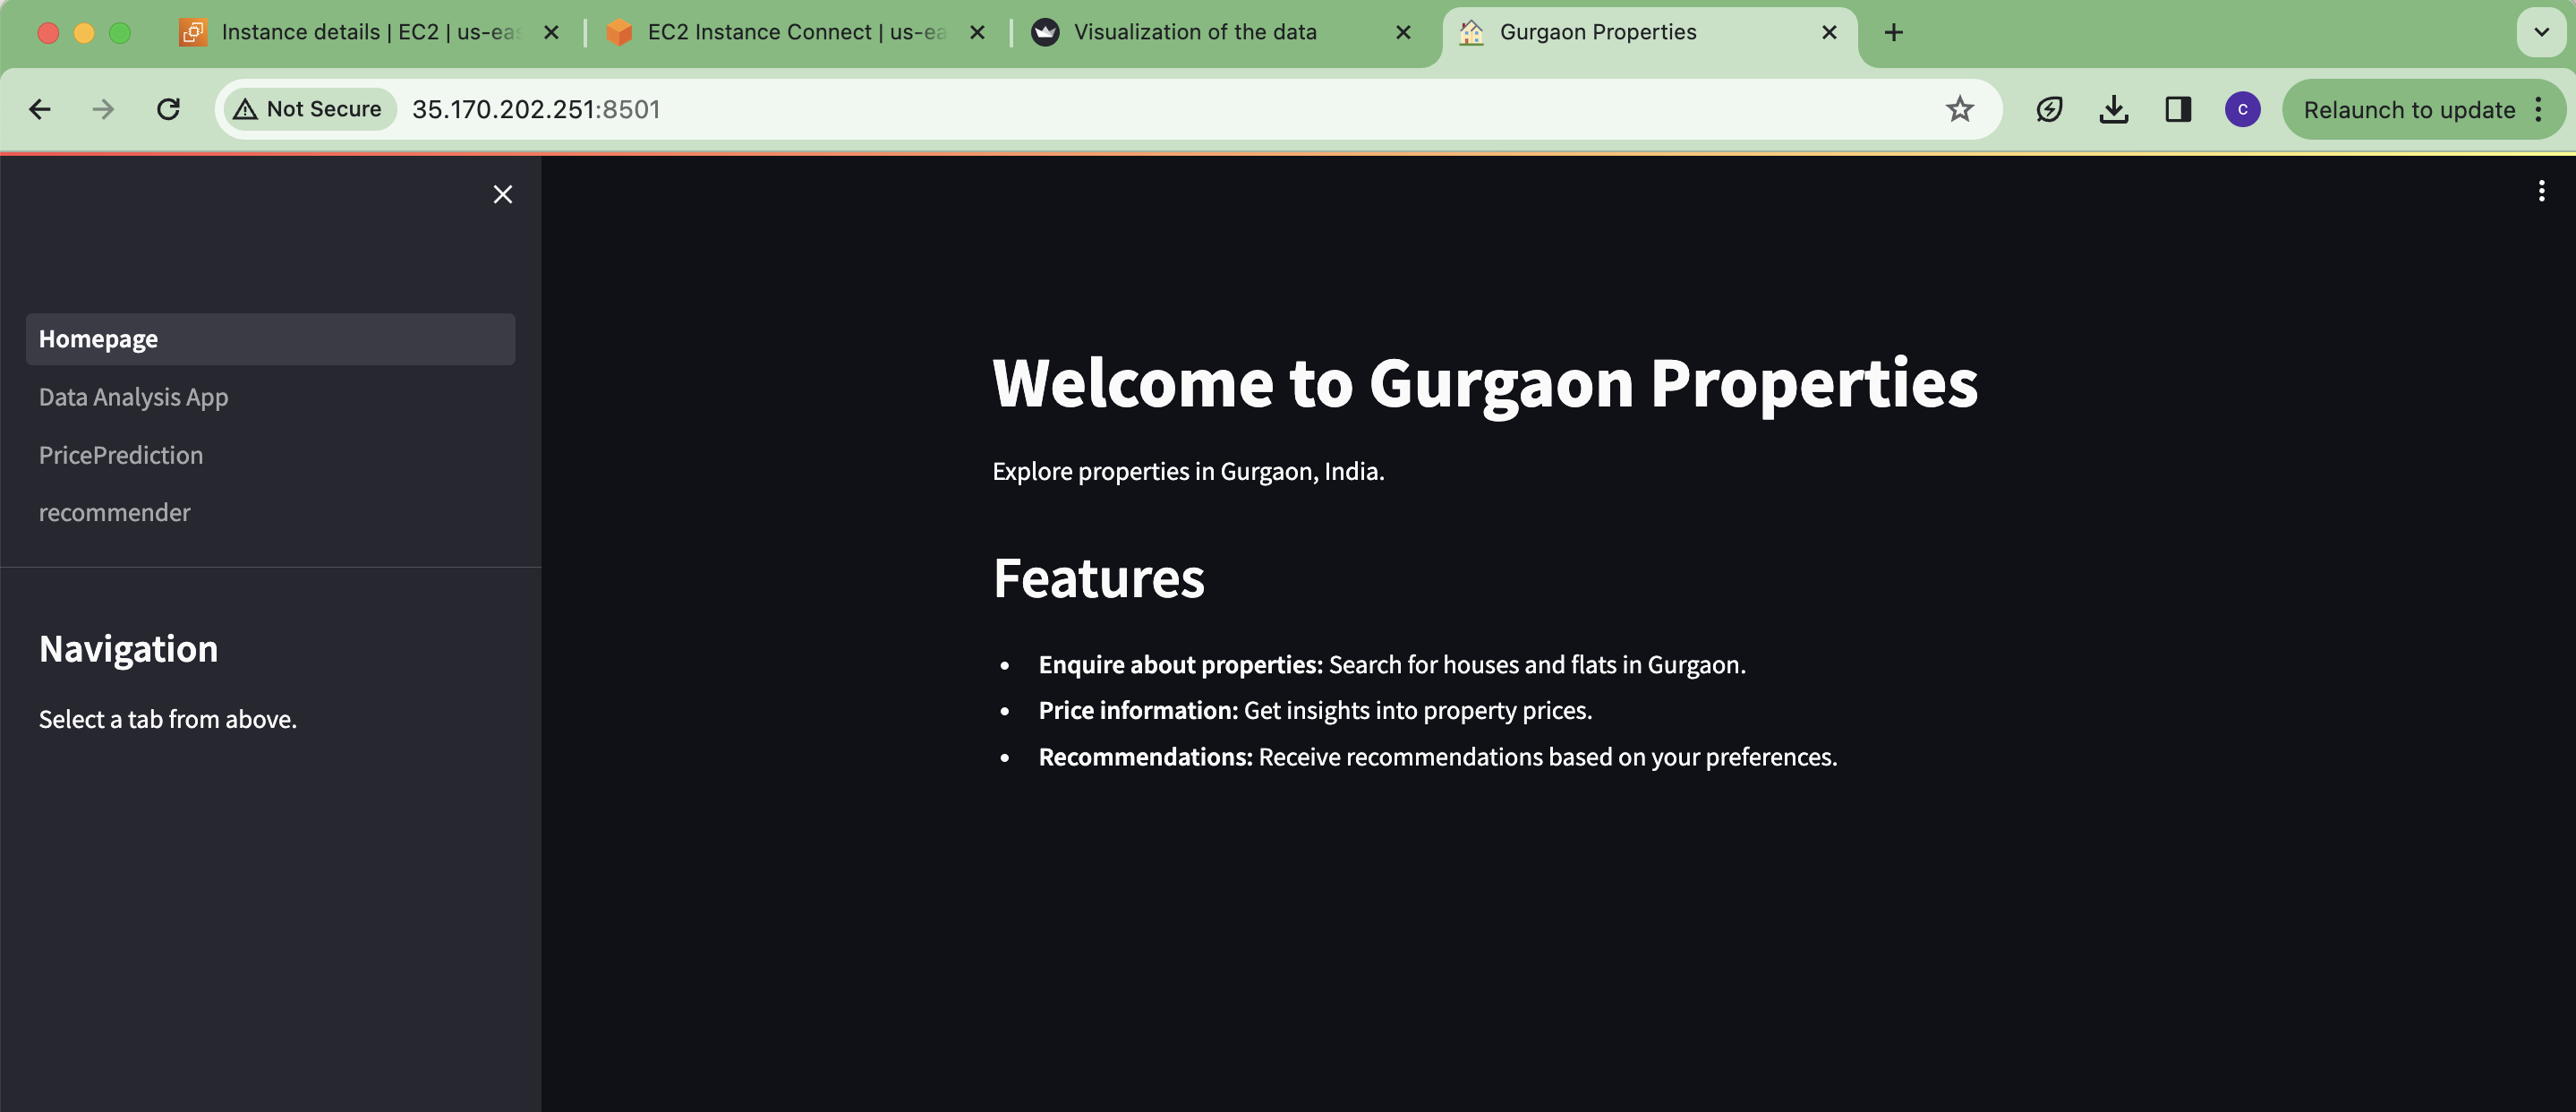 Instance details | EC2 | us-eas
EC2 Instance Connect | us-ea
Visualization of the data
Gurgaon Properties
Not Secure
35.170.202.251:8501
C
Relaunch to update
Homepage
Data Analysis App
PricePrediction
recommender
Navigation
Select a tab from above.
Welcome to Gurgaon Properties
Explore properties in Gurgaon, India.
Features
• Enquire about properties: Search for houses and flats in Gurgaon.
• Price information: Get insights into property prices.
• Recommendations: Receive recommendations based on your preferences.